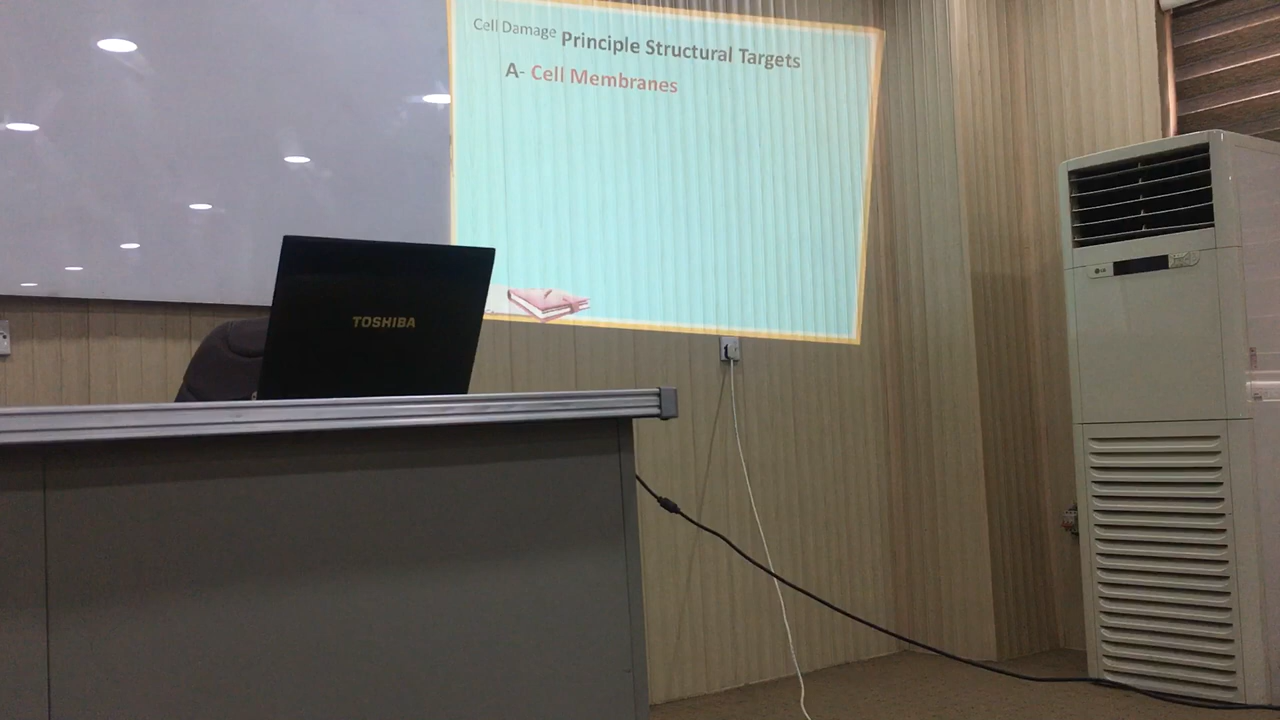 Cell Damage Principle Structural Targets
A- Cell Membranes
TOSHIBA
LG